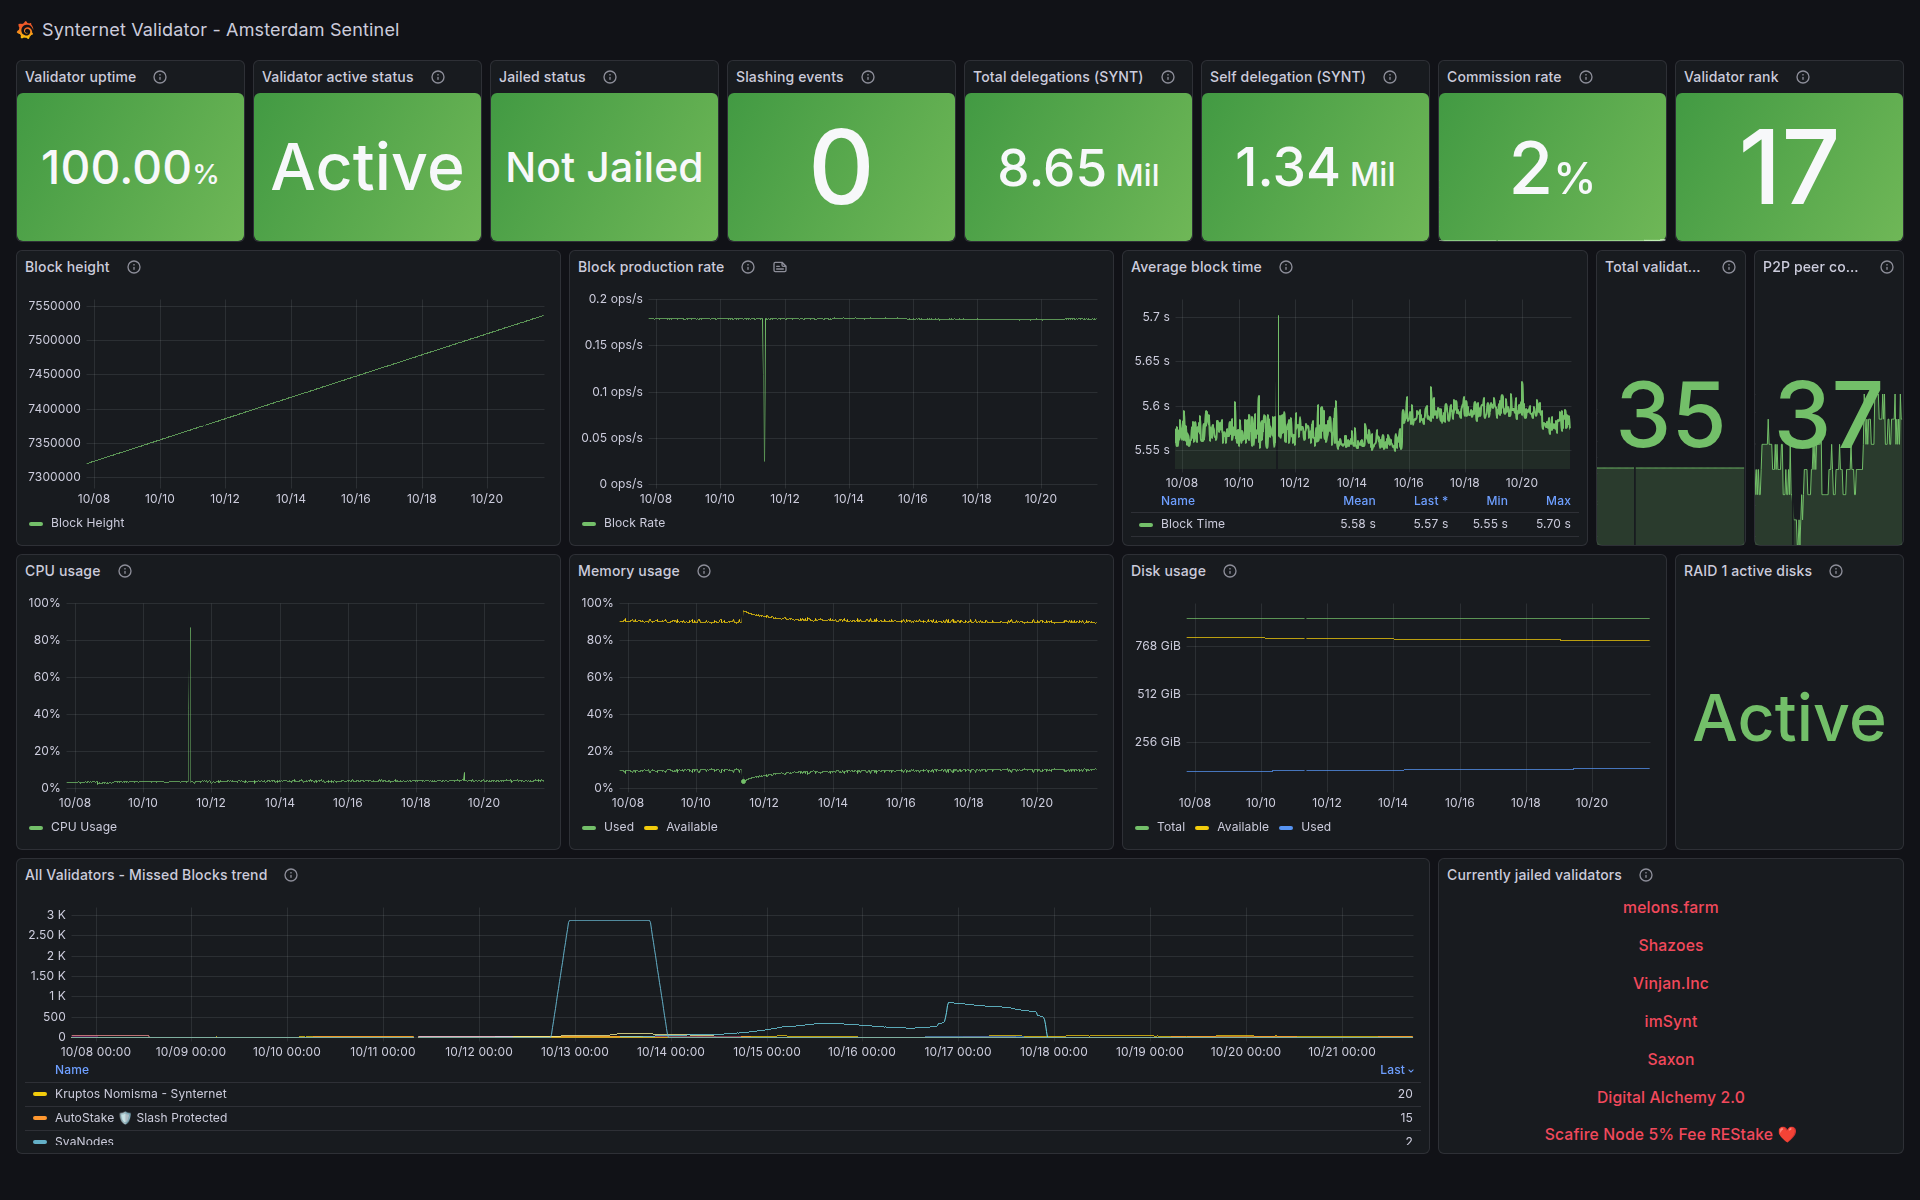 Synternet Validator - Amsterdam Sentinel
Validator uptime
100.00%
Validator active status
Active
Jailed status
Not Jailed
Slashing events
0
Total delegations (SYNT)
8.65 Mil
Self delegation (SYNT)
1.34 Mil
Commission rate
2%
Validator rank
17
Block height
7550000
7500000
7450000
7400000
7350000
7300000
10/08 10/10 10/12 10/14 10/16 10/18 10/20
Block Height
Block production rate
0.2 ops/s
0.15 ops/s
0.1 ops/s
0.05 ops/s
0 ops/s
10/08 10/10 10/12 10/14 10/16 10/18 10/20
Block Rate
Average block time
5.7 s
5.65 s
5.6 s
5.55 s
10/08 10/10 10/12 10/14 10/16 10/18 10/20
Name Mean Last * Min Max
Block Time 5.58 s 5.57 s 5.55 s 5.70 s
Total validat...
35
P2P peer co...
37
CPU usage
100%
80%
60%
40%
20%
0%
10/08 10/10 10/12 10/14 10/16 10/18 10/20
CPU Usage
Memory usage
100%
80%
60%
40%
20%
0%
10/08 10/10 10/12 10/14 10/16 10/18 10/20
Used Available
Disk usage
768 GiB
512 GiB
256 GiB
10/08 10/10 10/12 10/14 10/16 10/18 10/20
Total Available Used
RAID 1 active disks
Active
All Validators - Missed Blocks trend
3 K
2.50 K
2 K
1.50 K
1 K
500
0
10/08 00:00 10/09 00:00 10/10 00:00 10/11 00:00 10/12 00:00 10/13 00:00 10/14 00:00 10/15 00:00 10/16 00:00 10/17 00:00 10/18 00:00 10/19 00:00 10/20 00:00 10/21 00:00
Name Last
Kruptos Nomisma - Synternet 20
AutoStake 🛡️ Slash Protected 15
SvaNodes 2
Currently jailed validators
melons.farm
Shazoes
Vinjan.Inc
imSynt
Saxon
Digital Alchemy 2.0
Scafire Node 5% Fee REStake ❤️